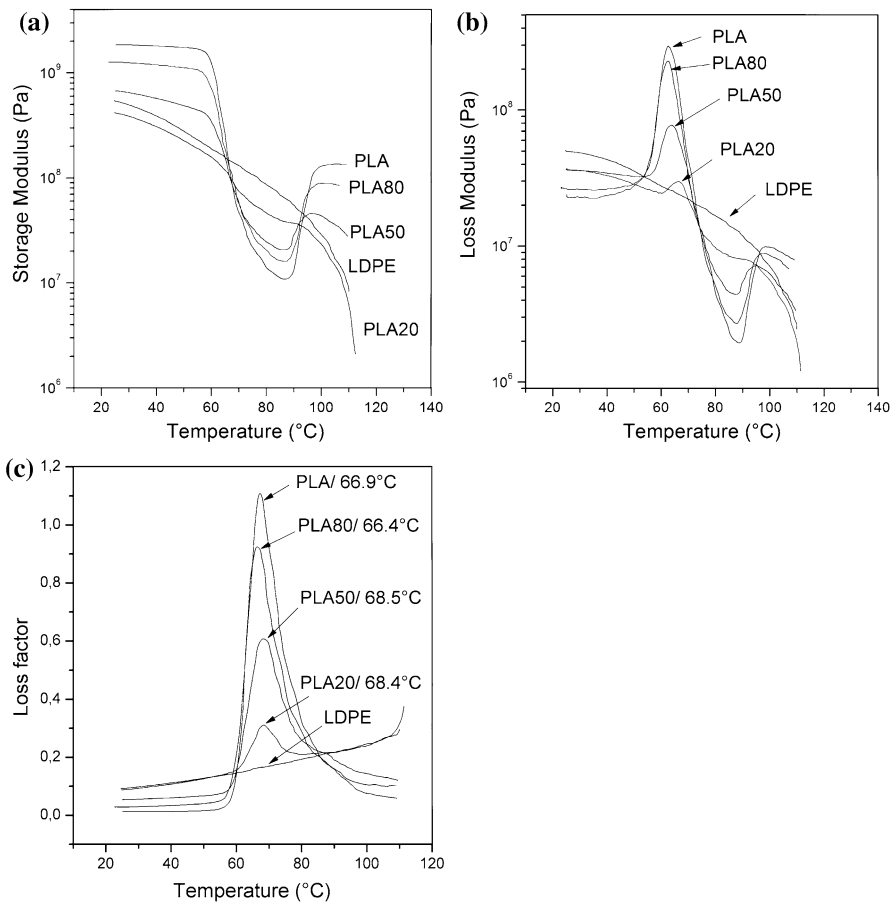 (a)
Storage Modulus (Pa)
10⁹
10⁸
10⁷
10⁶
PLA
PLA80
PLA50
LDPE
PLA20
20 40 60 80 100 120 140
Temperature (°C)
(b)
Loss Modulus (Pa)
10⁸
10⁷
10⁶
PLA
PLA80
PLA50
PLA20
LDPE
20 40 60 80 100 120 140
Temperature (°C)
(c)
Loss factor
1,2
1,0
0,8
0,6
0,4
0,2
0,0
PLA/ 66.9°C
PLA80/ 66.4°C
PLA50/ 68.5°C
PLA20/ 68.4°C
LDPE
20 40 60 80 100 120
Temperature (°C)